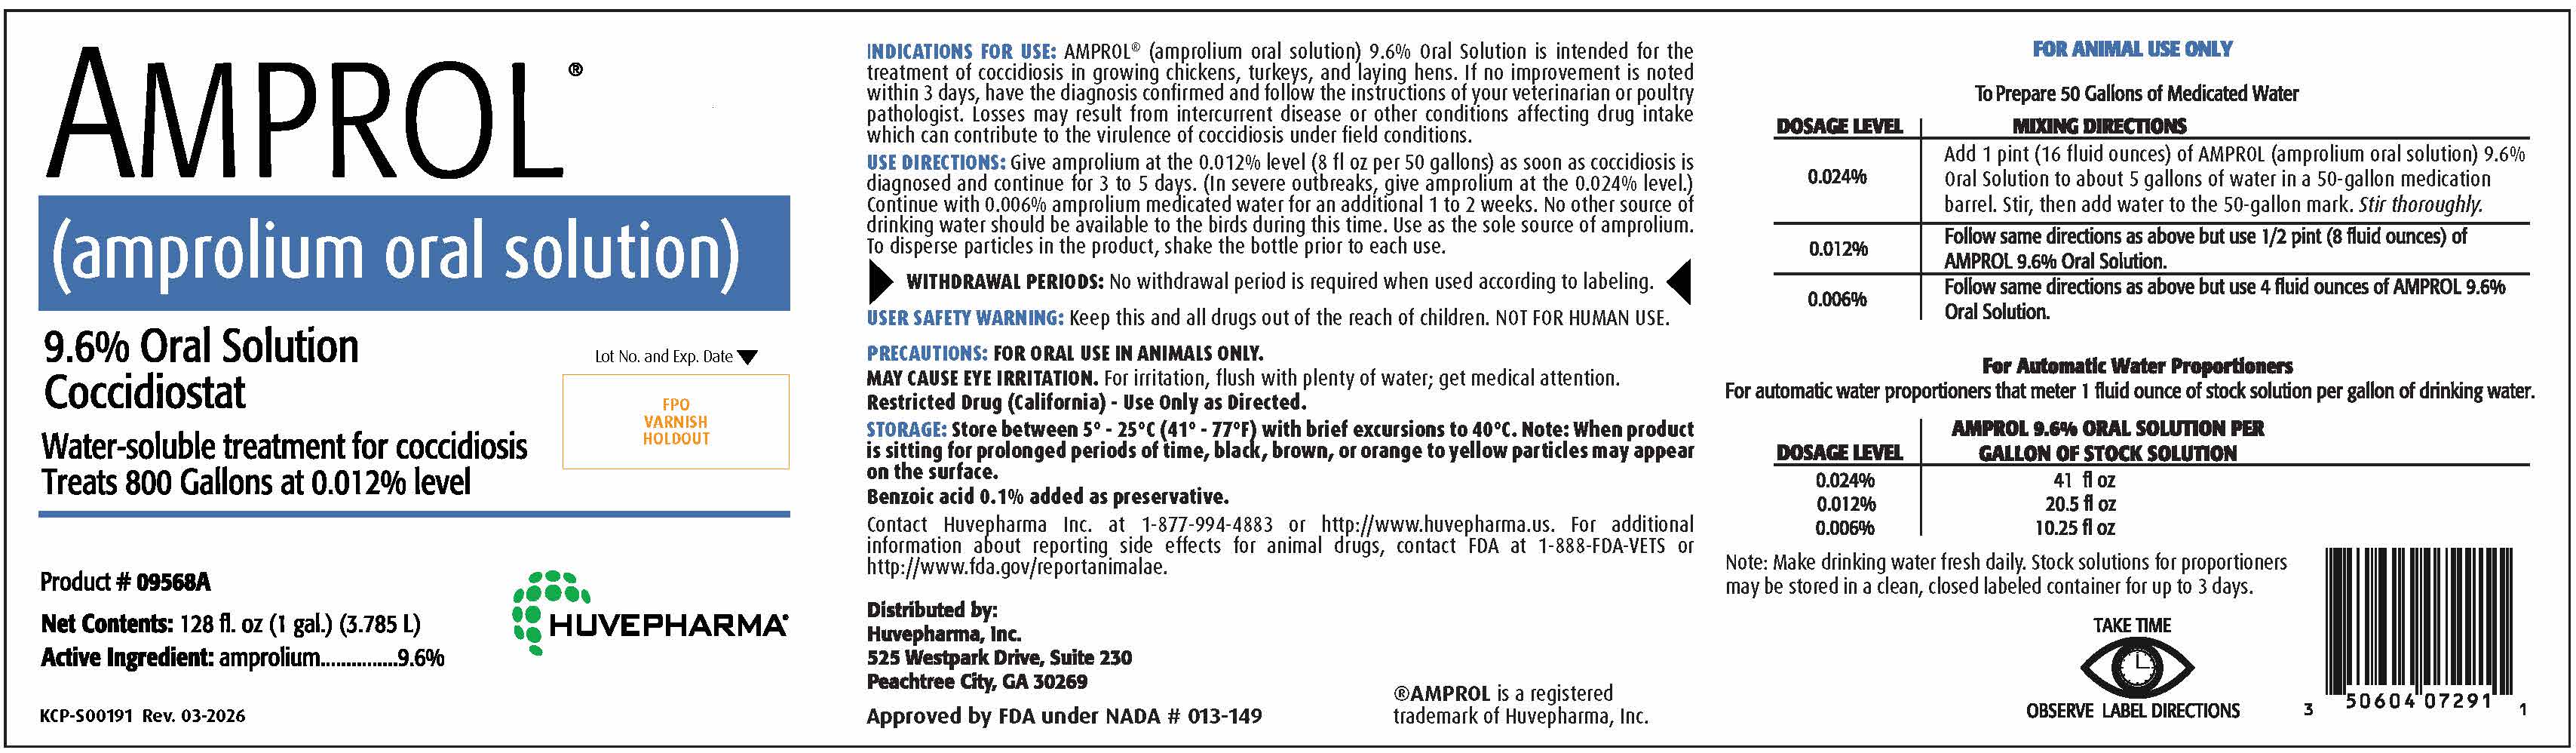 AMPROL®
(amprolium oral solution)
9.6% Oral Solution
Coccidiostat
Water-soluble treatment for coccidiosis
Treats 800 Gallons at 0.012% level
Lot No. and Exp. Date
FPO
VARNISH
HOLDOUT
Product # 09568A
Net Contents: 128 fl. oz (1 gal.) (3.785 L)
Active Ingredient: amprolium...............9.6%
HUVEPHARMA®
KCP-S00191 Rev. 03-2026
INDICATIONS FOR USE: AMPROL® (amprolium oral solution) 9.6% Oral Solution is intended for the
treatment of coccidiosis in growing chickens, turkeys, and laying hens. If no improvement is noted
within 3 days, have the diagnosis confirmed and follow the instructions of your veterinarian or poultry
pathologist. Losses may result from intercurrent disease or other conditions affecting drug intake
which can contribute to the virulence of coccidiosis under field conditions.
USE DIRECTIONS: Give amprolium at the 0.012% level (8 fl oz per 50 gallons) as soon as coccidiosis is
diagnosed and continue for 3 to 5 days. (In severe outbreaks, give amprolium at the 0.024% level.)
Continue with 0.006% amprolium medicated water for an additional 1 to 2 weeks. No other source of
drinking water should be available to the birds during this time. Use as the sole source of amprolium.
To disperse particles in the product, shake the bottle prior to each use.
WITHDRAWAL PERIODS: No withdrawal period is required when used according to labeling.
USER SAFETY WARNING: Keep this and all drugs out of the reach of children. NOT FOR HUMAN USE.
PRECAUTIONS: FOR ORAL USE IN ANIMALS ONLY.
MAY CAUSE EYE IRRITATION. For irritation, flush with plenty of water; get medical attention.
Restricted Drug (California) - Use Only as Directed.
STORAGE: Store between 5° - 25°C (41° - 77°F) with brief excursions to 40°C. Note: When product
is sitting for prolonged periods of time, black, brown, or orange to yellow particles may appear
on the surface.
Benzoic acid 0.1% added as preservative.
Contact Huvepharma Inc. at 1-877-994-4883 or http://www.huvepharma.us. For additional
information about reporting side effects for animal drugs, contact FDA at 1-888-FDA-VETS or
http://www.fda.gov/reportanimalae.
Distributed by:
Huvepharma, Inc.
525 Westpark Drive, Suite 230
Peachtree City, GA 30269
Approved by FDA under NADA # 013-149
®AMPROL is a registered
trademark of Huvepharma, Inc.
FOR ANIMAL USE ONLY
To Prepare 50 Gallons of Medicated Water
DOSAGE LEVEL MIXING DIRECTIONS
0.024%
Add 1 pint (16 fluid ounces) of AMPROL (amprolium oral solution) 9.6%
Oral Solution to about 5 gallons of water in a 50-gallon medication
barrel. Stir, then add water to the 50-gallon mark. Stir thoroughly.
0.012%
Follow same directions as above but use 1/2 pint (8 fluid ounces) of
AMPROL 9.6% Oral Solution.
0.006%
Follow same directions as above but use 4 fluid ounces of AMPROL 9.6%
Oral Solution.
For Automatic Water Proportioners
For automatic water proportioners that meter 1 fluid ounce of stock solution per gallon of drinking water.
AMPROL 9.6% ORAL SOLUTION PER
DOSAGE LEVEL GALLON OF STOCK SOLUTION
0.024% 41 fl oz
0.012% 20.5 fl oz
0.006% 10.25 fl oz
Note: Make drinking water fresh daily. Stock solutions for proportioners
may be stored in a clean, closed labeled container for up to 3 days.
TAKE TIME
OBSERVE LABEL DIRECTIONS
3 50604 07291 1